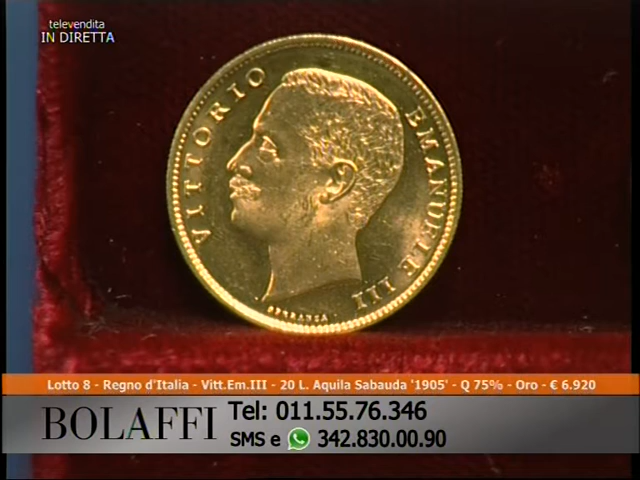 televendita
IN DIRETTA
VITTORIO EMANUELE III
SPERANZA
Lotto 8 - Regno d'Italia - Vitt.Em.III - 20 L. Aquila Sabauda '1905' - Q 75% - Oro - € 6.920
BOLAFFI
Tel: 011.55.76.346
SMS e 342.830.00.90